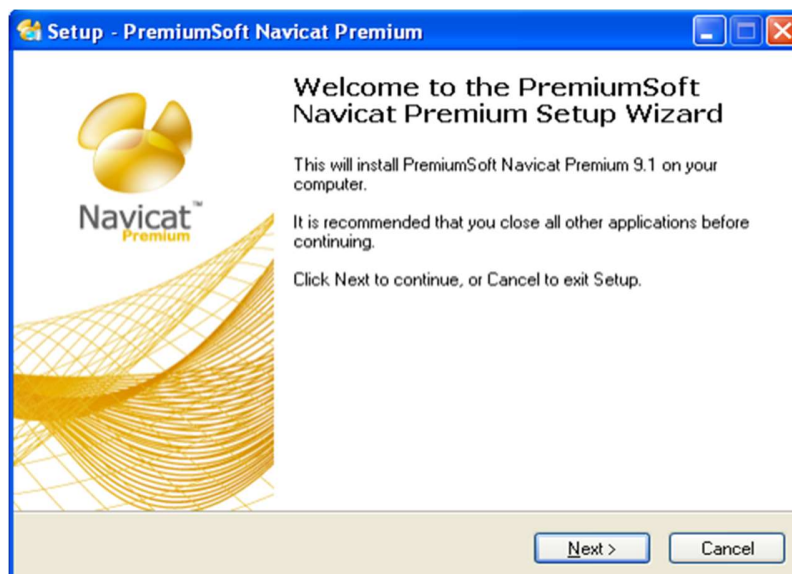 Setup - PremiumSoft Navicat Premium
Welcome to the PremiumSoft
Navicat Premium Setup Wizard
This will install PremiumSoft Navicat Premium 9.1 on your
computer.
It is recommended that you close all other applications before
continuing.
Click Next to continue, or Cancel to exit Setup.
Navicat™
Premium
Next >
Cancel